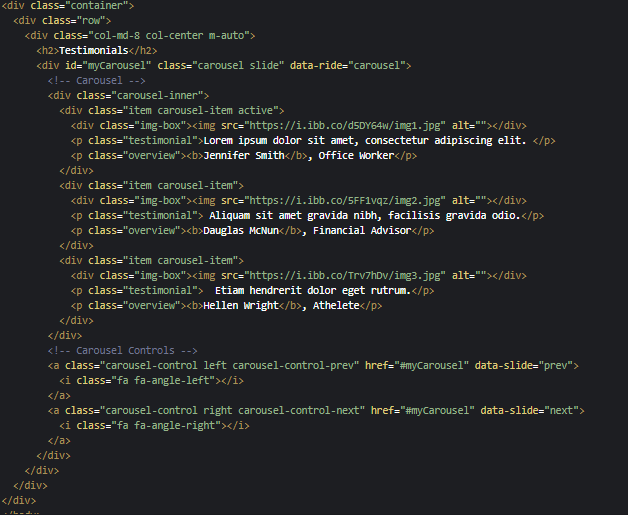 <div class="container">
<div class="row">
<div class="col-md-8 col-center m-auto">
<h2>Testimonials</h2>
<div id="myCarousel" class="carousel slide" data-ride="carousel">
<!-- Carousel -->
<div class="carousel-inner">
<div class="item carousel-item active">
<div class="img-box"><img src="https://i.ibb.co/d5DY64w/img1.jpg" alt=""></div>
<p class="testimonial">Lorem ipsum dolor sit amet, consectetur adipiscing elit. </p>
<p class="overview"><b>Jennifer Smith</b>, Office Worker</p>
</div>
<div class="item carousel-item">
<div class="img-box"><img src="https://i.ibb.co/5FF1vqz/img2.jpg" alt=""></div>
<p class="testimonial"> Aliquam sit amet gravida nibh, facilisis gravida odio.</p>
<p class="overview"><b>Dauglas McNun</b>, Financial Advisor</p>
</div>
<div class="item carousel-item">
<div class="img-box"><img src="https://i.ibb.co/Trv7hDv/img3.jpg" alt=""></div>
<p class="testimonial">  Etiam hendrerit dolor eget rutrum.</p>
<p class="overview"><b>Hellen Wright</b>, Athelete</p>
</div>
</div>
<!-- Carousel Controls -->
<a class="carousel-control left carousel-control-prev" href="#myCarousel" data-slide="prev">
<i class="fa fa-angle-left"></i>
</a>
<a class="carousel-control right carousel-control-next" href="#myCarousel" data-slide="next">
<i class="fa fa-angle-right"></i>
</a>
</div>
</div>
</div>
</div>